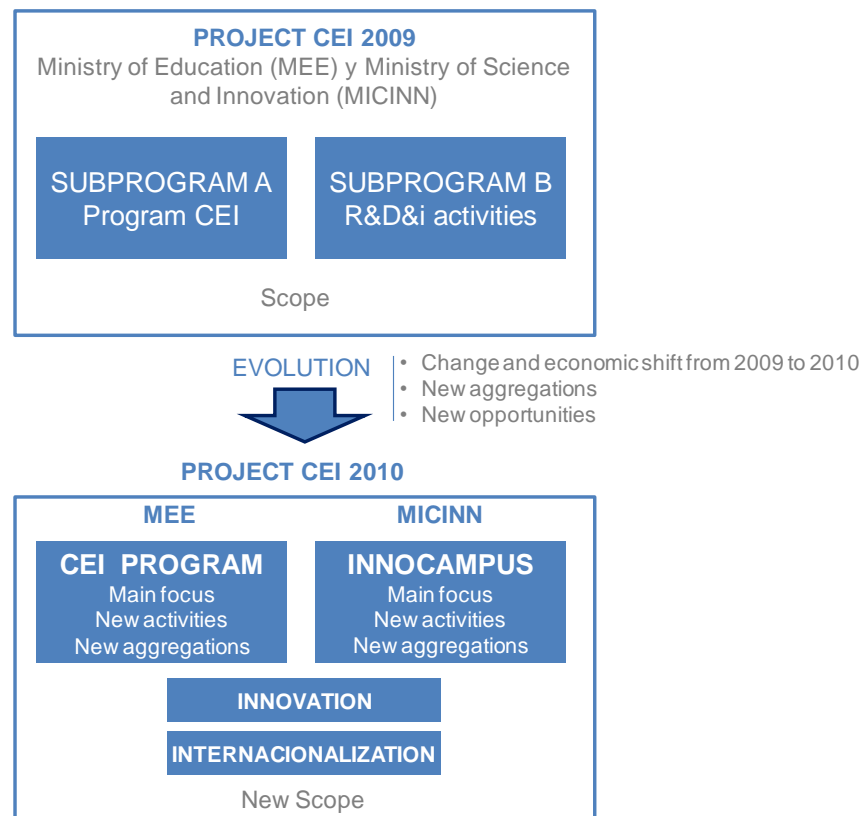 PROJECT CEI 2009
Ministry of Education (MEE) y Ministry of Science
and Innovation (MICINN)
SUBPROGRAM A
Program CEI
SUBPROGRAM B
R&D&i activities
Scope
EVOLUTION
• Change and economic shift from 2009 to 2010
• New aggregations
• New opportunities
PROJECT CEI 2010
MEE
MICINN
CEI PROGRAM
Main focus
New activities
New aggregations
INNOCAMPUS
Main focus
New activities
New aggregations
INNOVATION
INTERNACIONALIZATION
New Scope